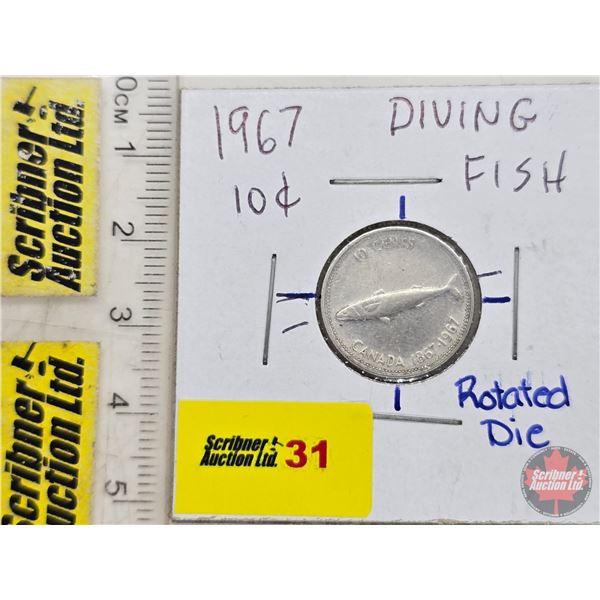 1967
10¢
DIVING
FISH
10 CENTS
CANADA 1867-1967
Rotated
Die
Scribner
Auction Ltd.
31
Scribner
Auction Ltd.
Scribner
Auction Ltd.
0CM 1 2 3 4 5
Scribner
Auction Ltd.